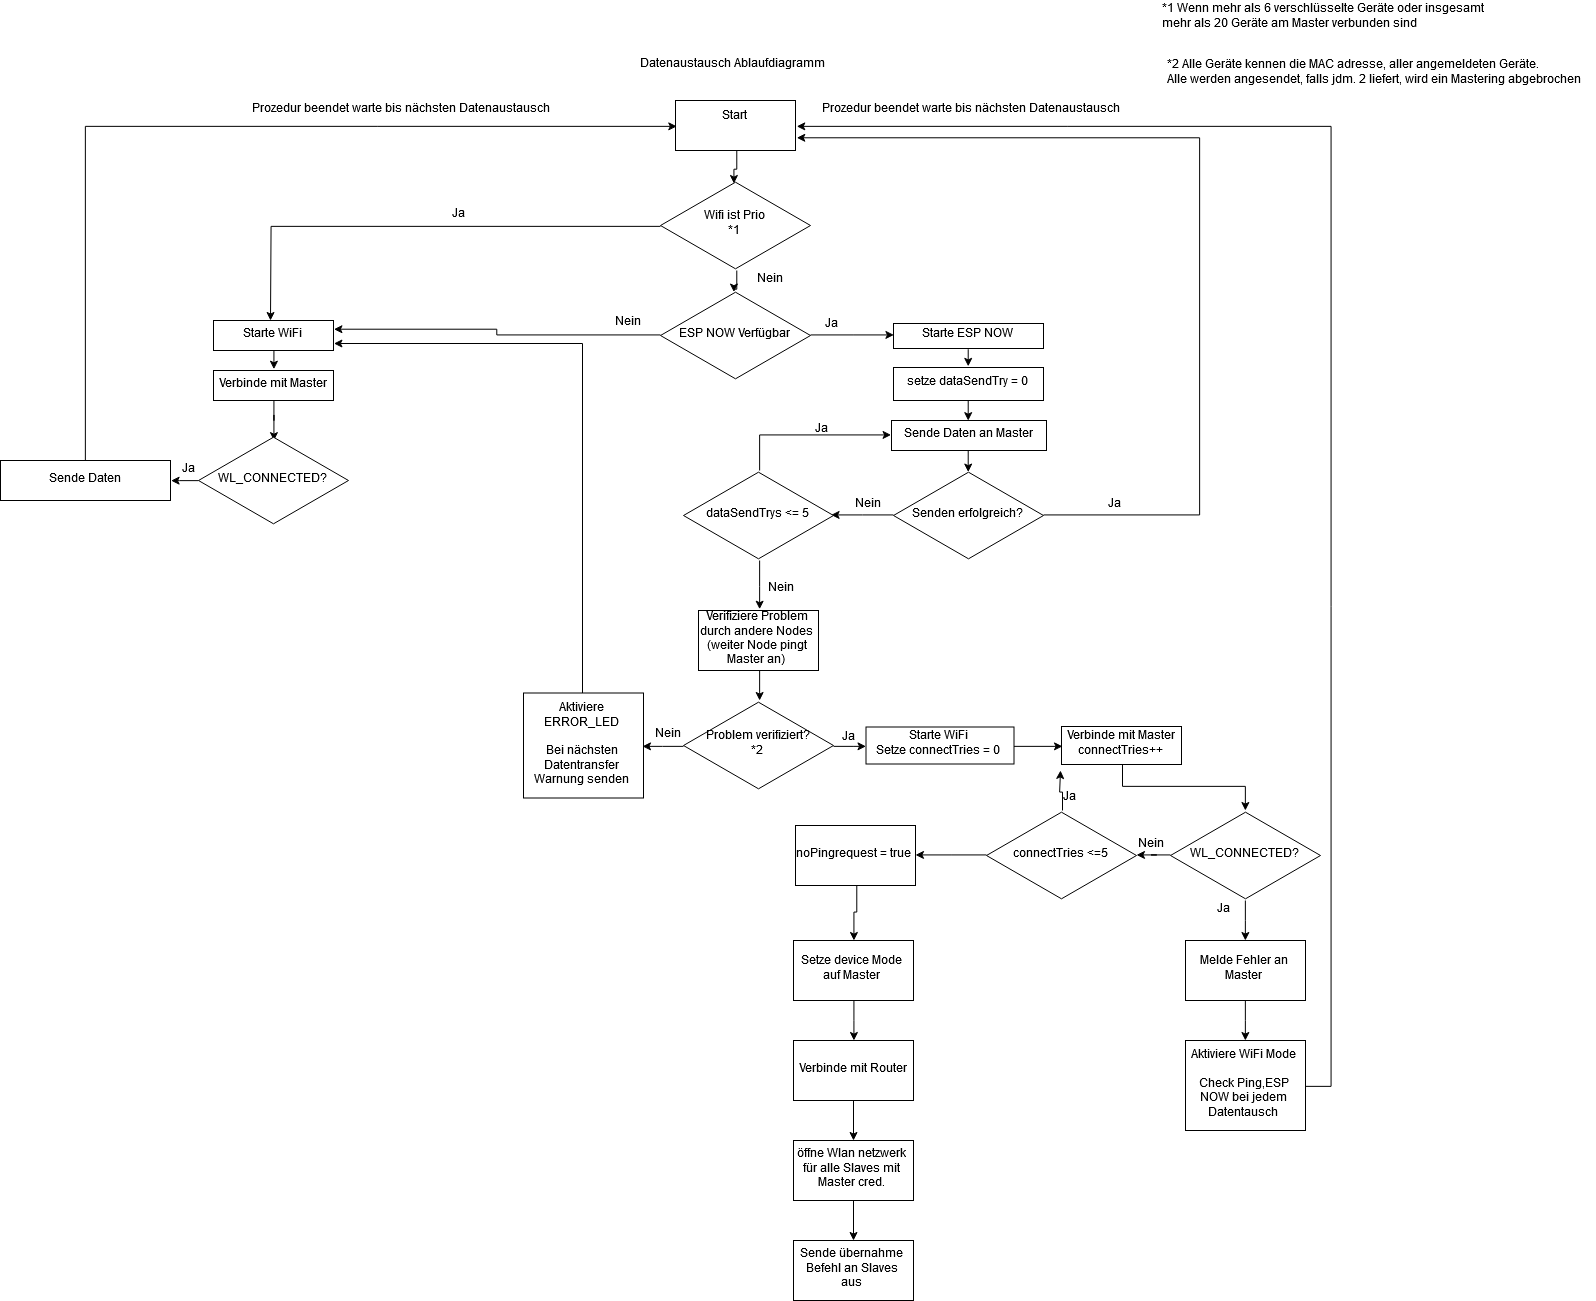 *1 Wenn mehr als 6 verschlüsselte Geräte oder insgesamt
mehr als 20 Geräte am Master verbunden sind
*2 Alle Geräte kennen die MAC adresse, aller angemeldeten Geräte.
Alle werden angesendet, falls jdm. 2 liefert, wird ein Mastering abgebrochen
Datenaustausch Ablaufdiagramm
Prozedur beendet warte bis nächsten Datenaustausch
Prozedur beendet warte bis nächsten Datenaustausch
Start
Wifi ist Prio
*1
Ja
Nein
ESP NOW Verfügbar
Nein
Ja
Starte WiFi
Verbinde mit Master
WL_CONNECTED?
Ja
Sende Daten
Starte ESP NOW
setze dataSendTry = 0
Sende Daten an Master
Ja
Senden erfolgreich?
Nein
Ja
dataSendTrys <= 5
Nein
Verifiziere Problem
durch andere Nodes
(weiter Node pingt
Master an)
Problem verifiziert?
*2
Nein
Ja
Aktiviere
ERROR_LED
Bei nächsten
Datentransfer
Warnung senden
Starte WiFi
Setze connectTries = 0
Verbinde mit Master
connectTries++
Ja
WL_CONNECTED?
Nein
connectTries <=5
noPingrequest = true
Ja
Setze device Mode
auf Master
Melde Fehler an
Master
Verbinde mit Router
Aktiviere WiFi Mode
Check Ping,ESP
NOW bei jedem
Datentausch
öffne Wlan netzwerk
für alle Slaves mit
Master cred.
Sende übernahme
Befehl an Slaves
aus